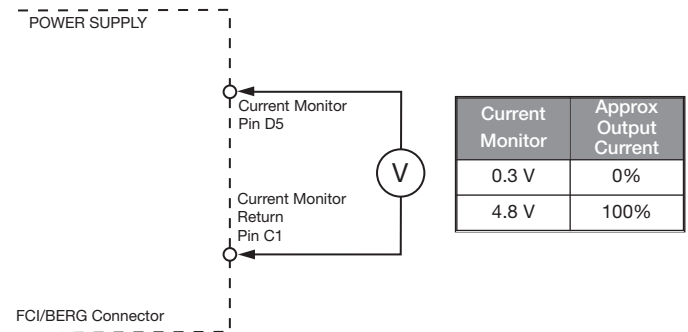 POWER SUPPLY
Current Monitor
Pin D5
V
Current Monitor
Return
Pin C1
FCI/BERG Connector
Current
Monitor
Approx
Output
Current
0.3 V
0%
4.8 V
100%